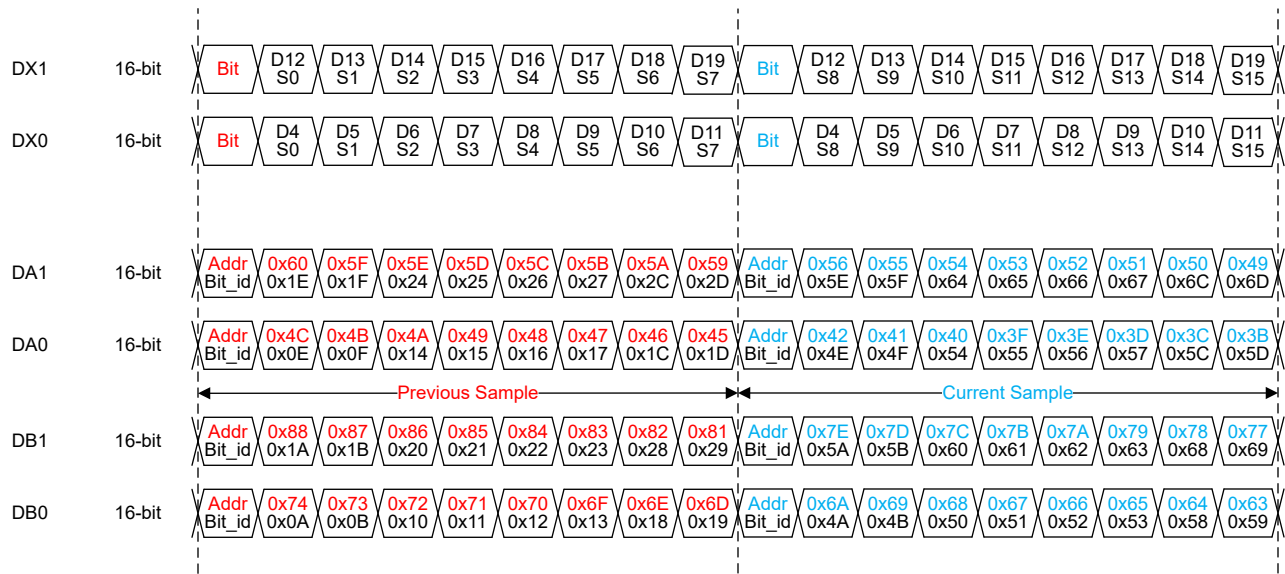 DX1 16-bit Bit D12 D13 D14 D15 D16 D17 D18 D19 Bit D12 D13 D14 D15 D16 D17 D18 D19
S0 S1 S2 S3 S4 S5 S6 S7 S8 S9 S10 S11 S12 S13 S14 S15
DX0 16-bit Bit D4 D5 D6 D7 D8 D9 D10 D11 Bit D4 D5 D6 D7 D8 D9 D10 D11
S0 S1 S2 S3 S4 S5 S6 S7 S8 S9 S10 S11 S12 S13 S14 S15
DA1 16-bit Addr 0x60 0x5F 0x5E 0x5D 0x5C 0x5B 0x5A 0x59 Addr 0x56 0x55 0x54 0x53 0x52 0x51 0x50 0x49
Bit_id 0x1E 0x1F 0x24 0x25 0x26 0x27 0x2C 0x2D Bit_id 0x5E 0x5F 0x64 0x65 0x66 0x67 0x6C 0x6D
DA0 16-bit Addr 0x4C 0x4B 0x4A 0x49 0x48 0x47 0x46 0x45 Addr 0x42 0x41 0x40 0x3F 0x3E 0x3D 0x3C 0x3B
Bit_id 0x0E 0x0F 0x14 0x15 0x16 0x17 0x1C 0x1D Bit_id 0x4E 0x4F 0x54 0x55 0x56 0x57 0x5C 0x5D
Previous Sample Current Sample
DB1 16-bit Addr 0x88 0x87 0x86 0x85 0x84 0x83 0x82 0x81 Addr 0x7E 0x7D 0x7C 0x7B 0x7A 0x79 0x78 0x77
Bit_id 0x1A 0x1B 0x20 0x21 0x22 0x23 0x28 0x29 Bit_id 0x5A 0x5B 0x60 0x61 0x62 0x63 0x68 0x69
DB0 16-bit Addr 0x74 0x73 0x72 0x71 0x70 0x6F 0x6E 0x6D Addr 0x6A 0x69 0x68 0x67 0x66 0x65 0x64 0x63
Bit_id 0x0A 0x0B 0x10 0x11 0x12 0x13 0x18 0x19 Bit_id 0x4A 0x4B 0x50 0x51 0x52 0x53 0x58 0x59